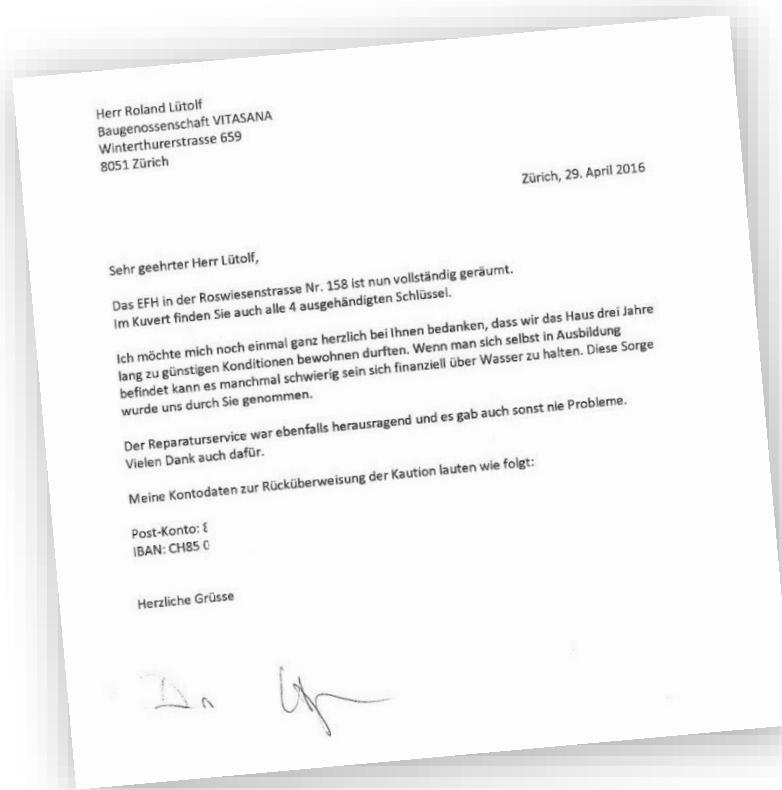 Herr Roland Lütolf
Baugenossenschaft VITASANA
Winterthurerstrasse 659
8051 Zürich
Zürich, 29. April 2016
Sehr geehrter Herr Lütolf,
Das EFH in der Roswiesenstrasse Nr. 158 ist nun vollständig geräumt.
Im Kuvert finden Sie auch alle 4 ausgehändigten Schlüssel.
Ich möchte mich noch einmal ganz herzlich bei Ihnen bedanken, dass wir das Haus drei Jahre
lang zu günstigen Konditionen bewohnen durften. Wenn man sich selbst in Ausbildung
befindet kann es manchmal schwierig sein sich finanziell über Wasser zu halten. Diese Sorge
wurde uns durch Sie genommen.
Der Reparaturservice war ebenfalls herausragend und es gab auch sonst nie Probleme.
Vielen Dank auch dafür.
Meine Kontodaten zur Rücküberweisung der Kaution lauten wie folgt:
Post-Konto:
IBAN: CH85
Herzliche Grüsse